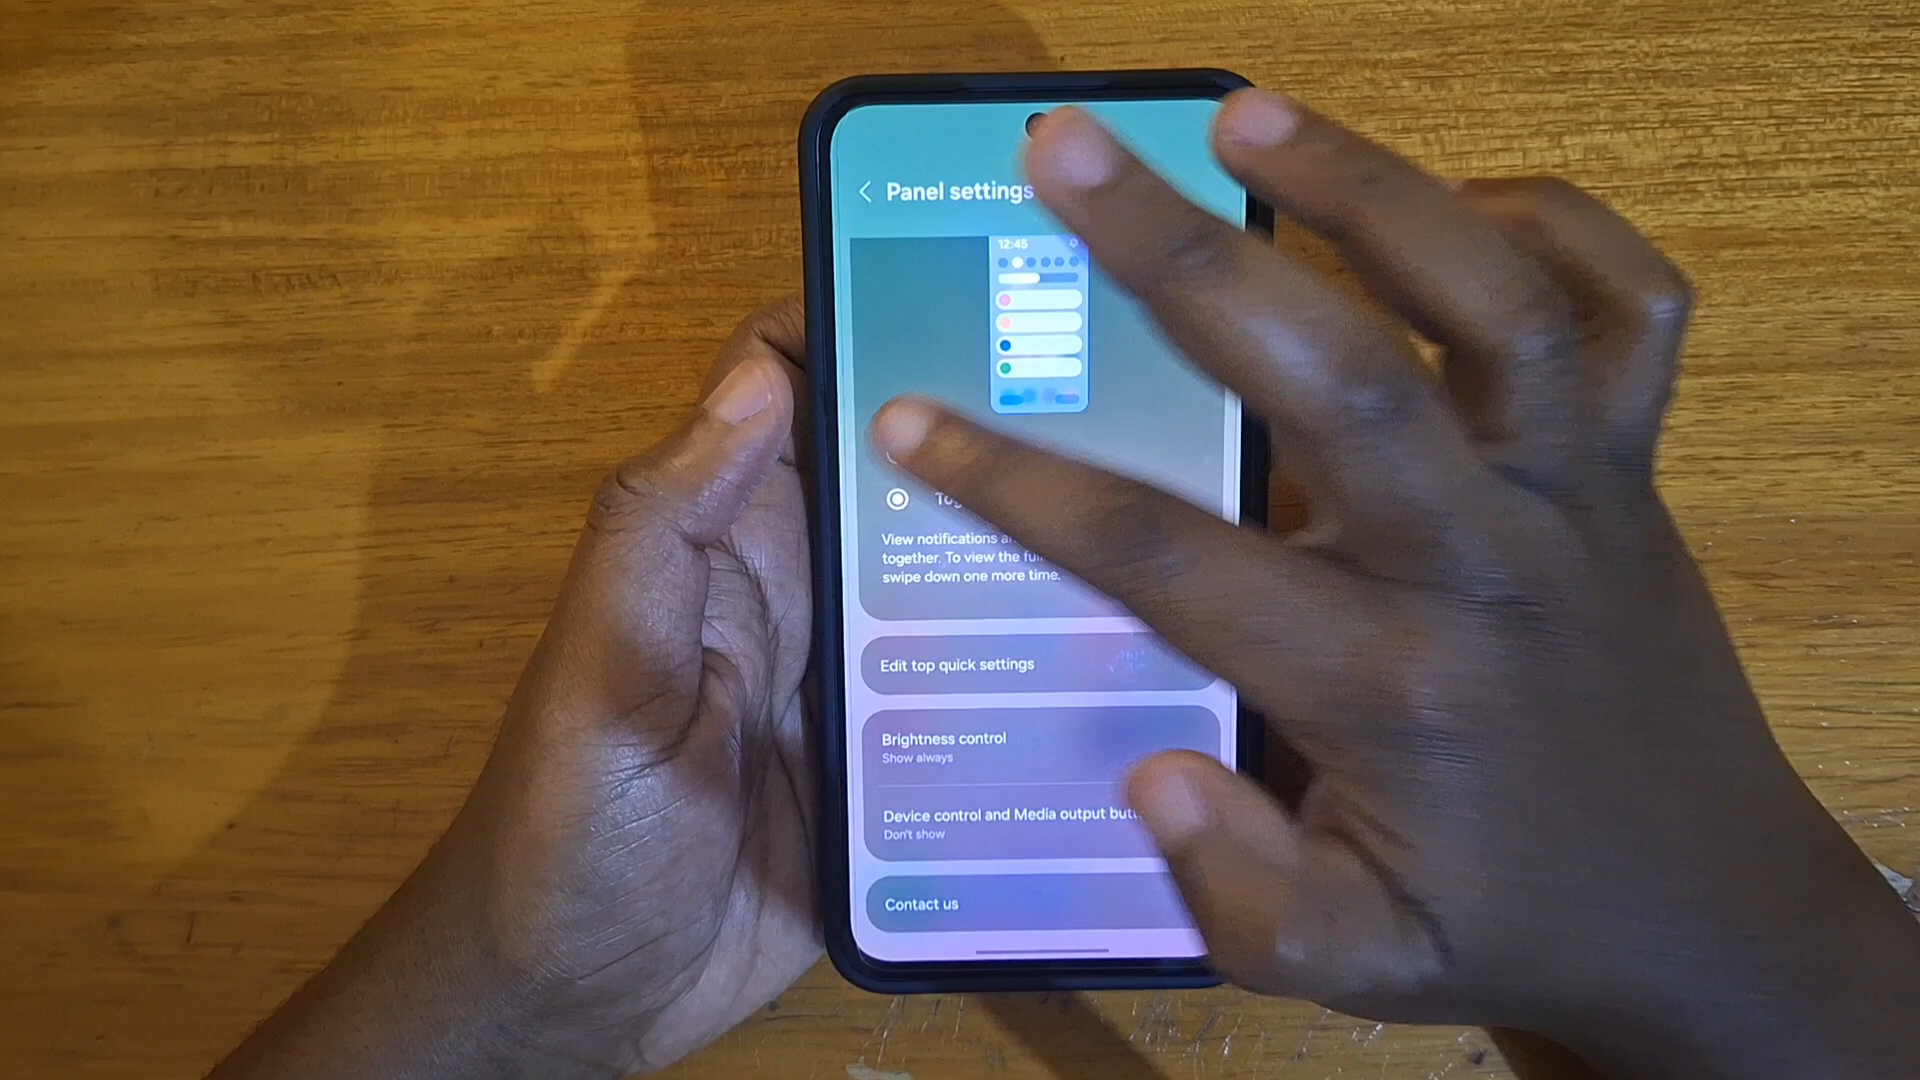 Panel settings
12:45
View notifications
together. To view the
swipe down one more time.
Edit top quick settings
Brightness control
Show always
Device control and Media output
Don't show
Contact us